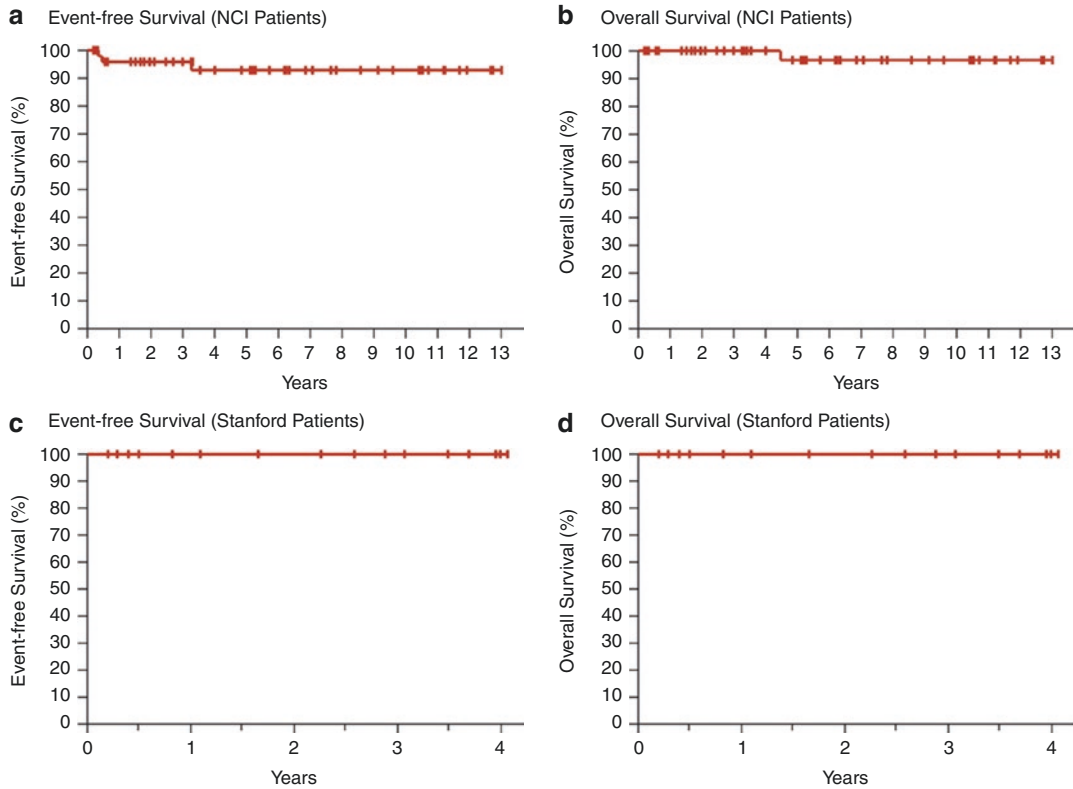 a Event-free Survival (NCI Patients)
Event-free Survival (%)
100
90
80
70
60
50
40
30
20
10
0
0 1 2 3 4 5 6 7 8 9 10 11 12 13
Years
b Overall Survival (NCI Patients)
Overall Survival (%)
100
90
80
70
60
50
40
30
20
10
0
0 1 2 3 4 5 6 7 8 9 10 11 12 13
Years
c Event-free Survival (Stanford Patients)
Event-free Survival (%)
100
90
80
70
60
50
40
30
20
10
0
0 1 2 3 4
Years
d Overall Survival (Stanford Patients)
Overall Survival (%)
100
90
80
70
60
50
40
30
20
10
0
0 1 2 3 4
Years